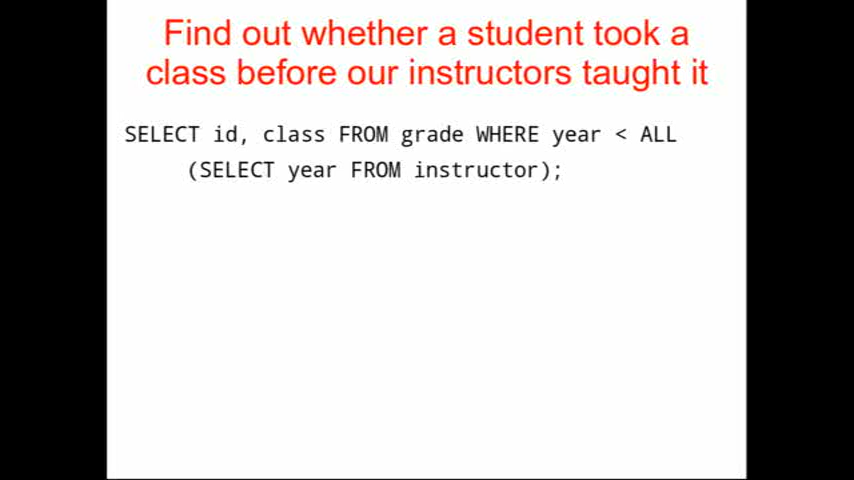 Find out whether a student took a
class before our instructors taught it
SELECT id, class FROM grade WHERE year < ALL
(SELECT year FROM instructor);